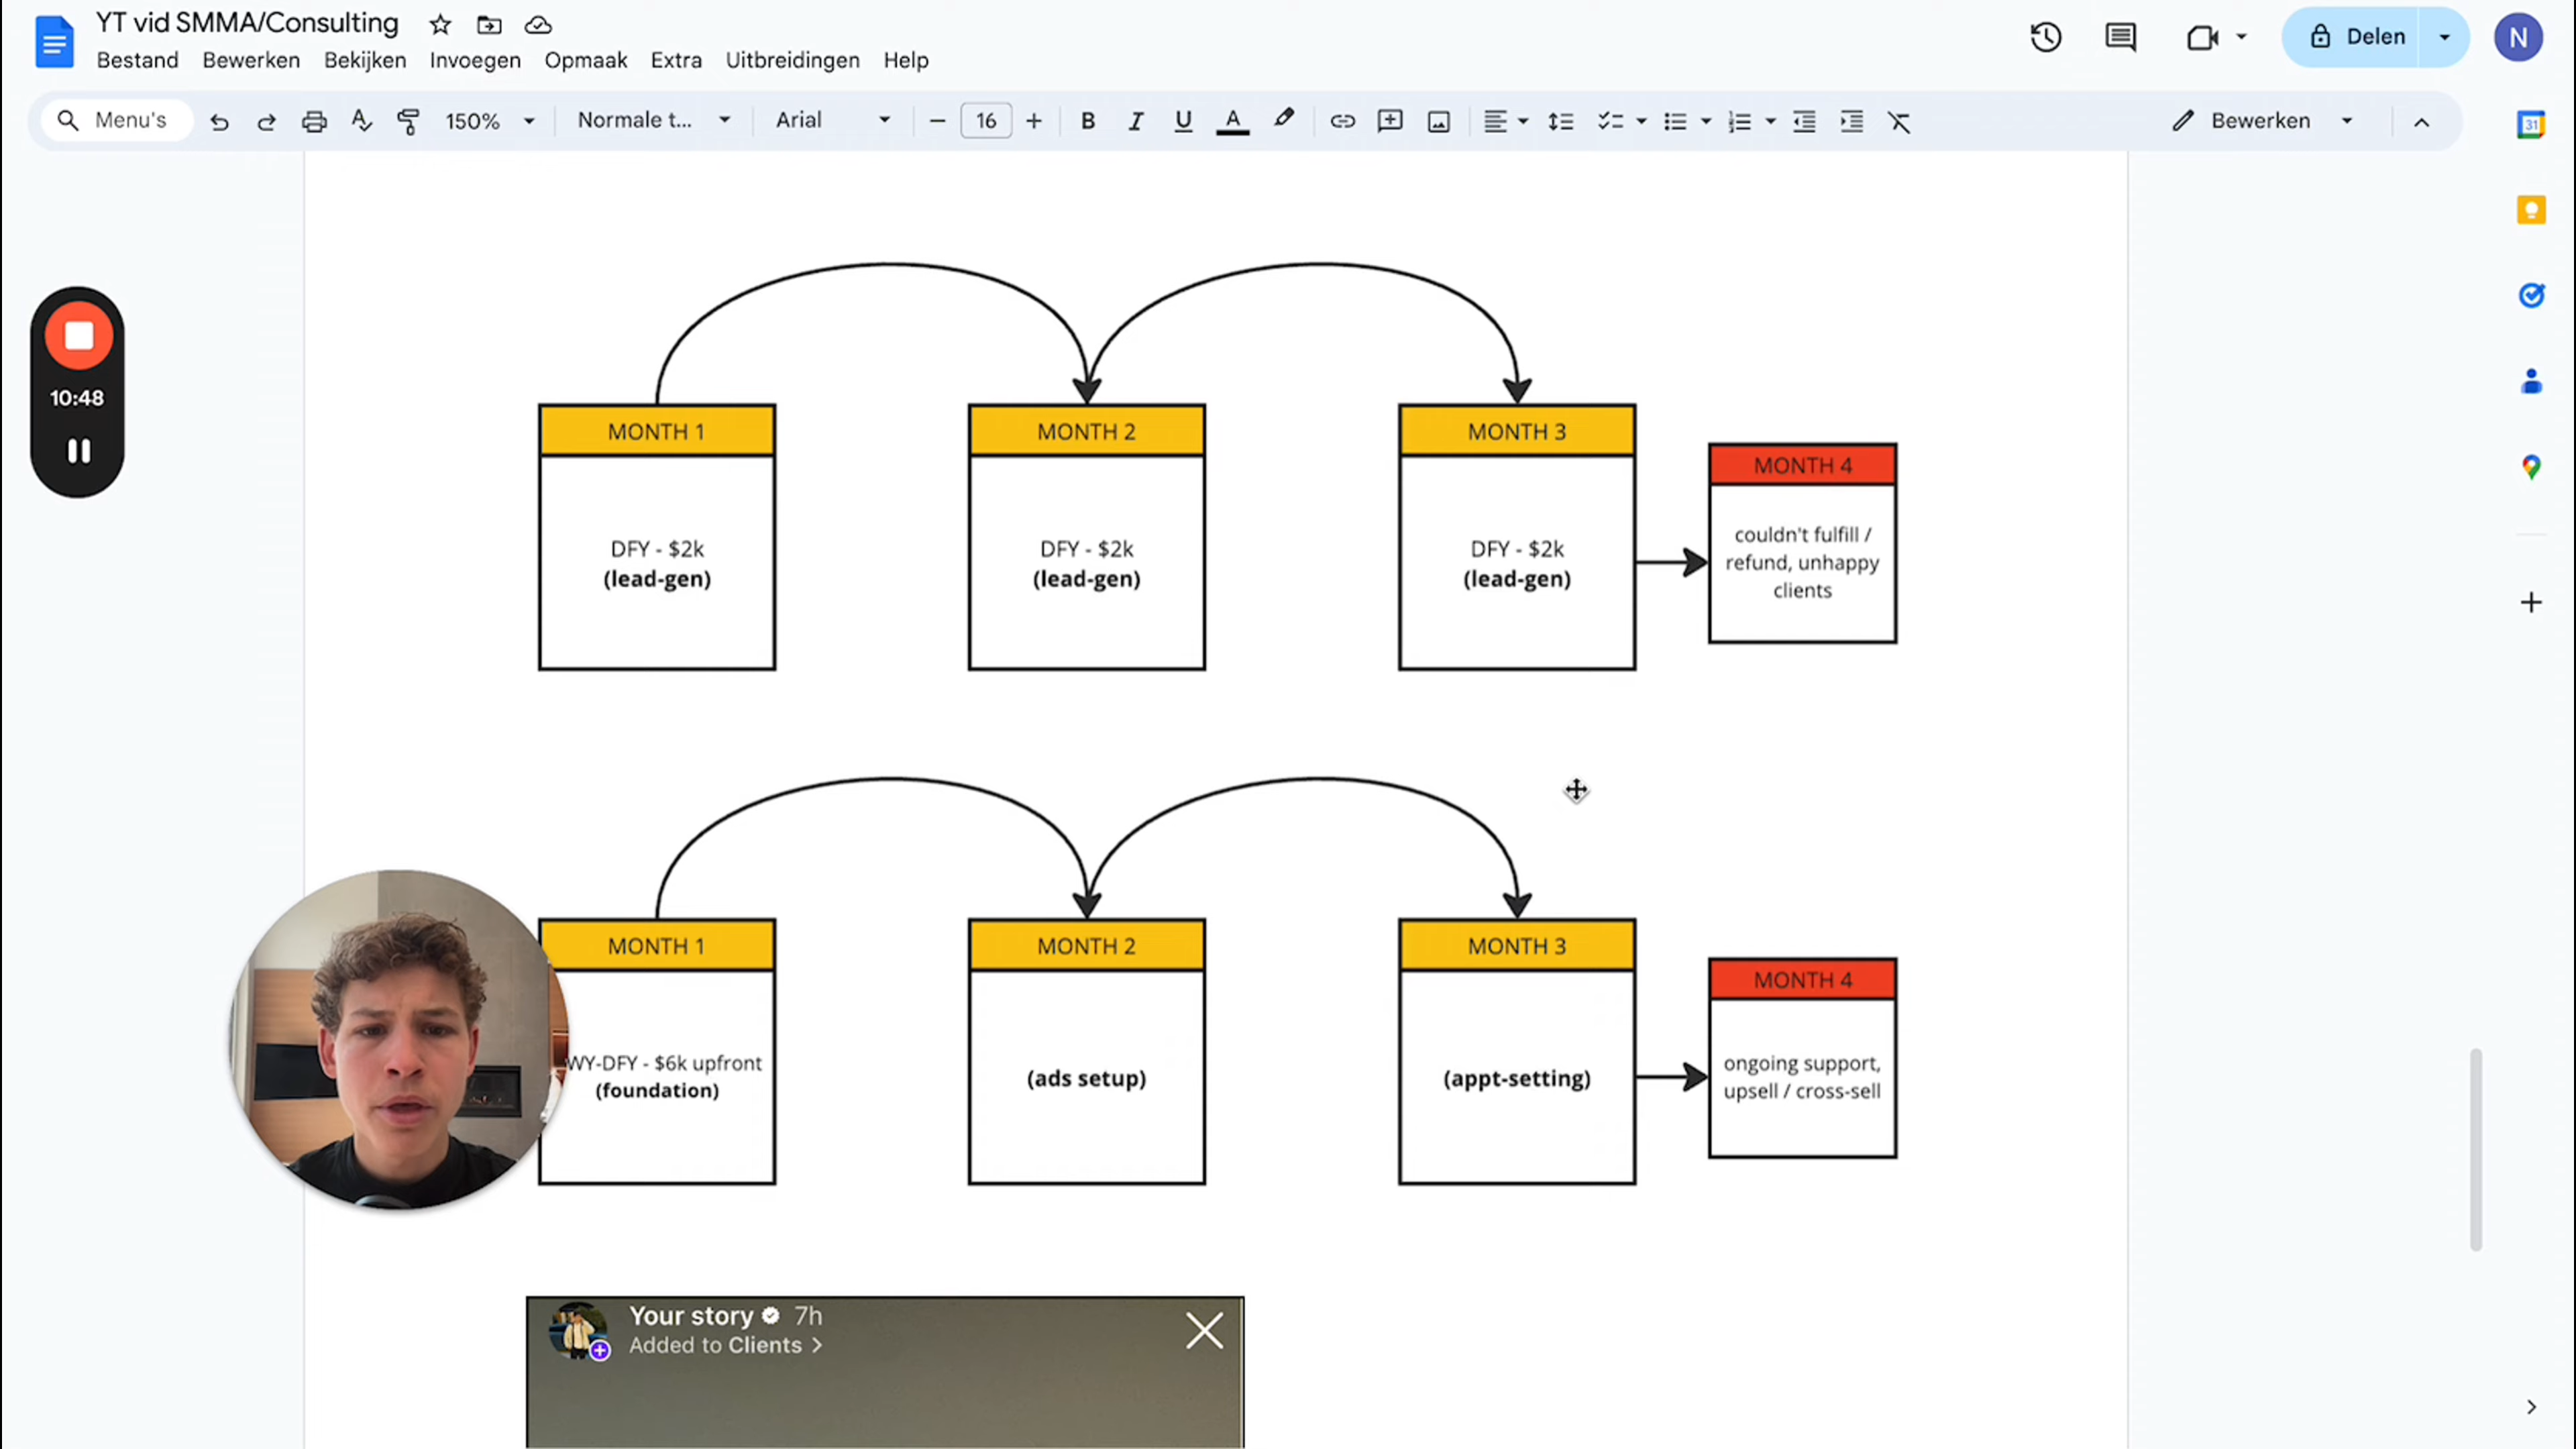 YT vid SMMA/Consulting
Bestand Bewerken Bekijken Invoegen Opmaak Extra Uitbreidingen Help
Delen
N
Menu's
150%
Normale t...
Arial
16
B I U A
Bewerken
31
10:48
MONTH 1
DFY - $2k
(lead-gen)
MONTH 2
DFY - $2k
(lead-gen)
MONTH 3
DFY - $2k
(lead-gen)
MONTH 4
couldn't fulfill /
refund, unhappy
clients
MONTH 1
WY-DFY - $6k upfront
(foundation)
MONTH 2
(ads setup)
MONTH 3
(appt-setting)
MONTH 4
ongoing support,
upsell / cross-sell
Your story 7h
Added to Clients >